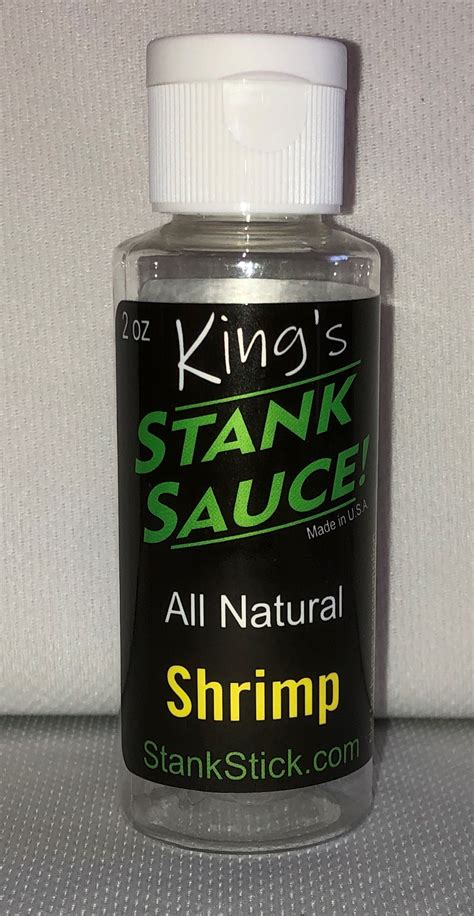 2 oz
King's
STANK
SAUCE!
Made in U.S.A
All Natural
Shrimp
StankStick.com